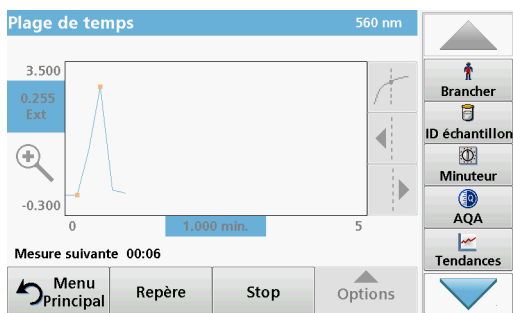 Plage de temps 560 nm
3.500
0.255
Ext
-0.300
0 1.000 min. 5
Mesure suivante 00:06
Menu
Principal
Repère
Stop
Options
Brancher
ID échantillon
Minuteur
AQA
Tendances